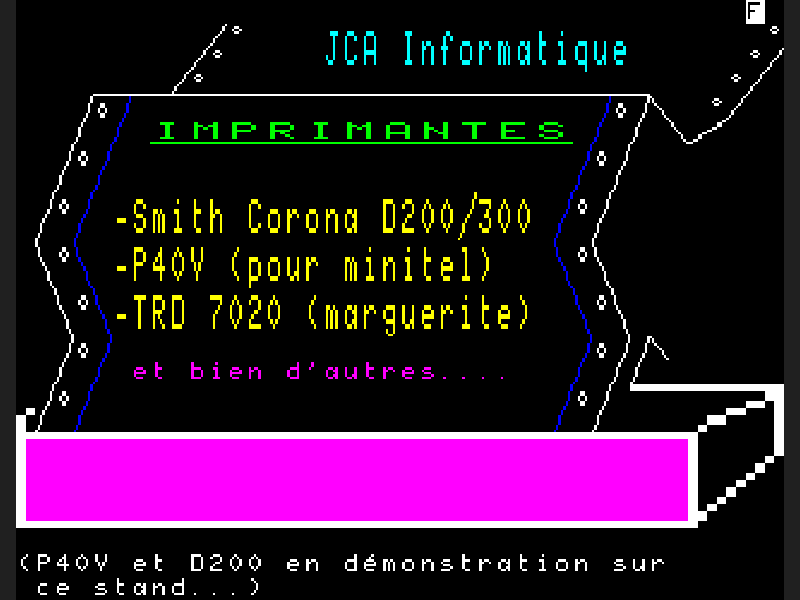 F
JCA Informatique
IMPRIMANTES
-Smith Corona D200/300
-P40V (pour minitel)
-TRD 7020 (marguerite)
et bien d'autres....
(P40V et D200 en démonstration sur
ce stand...)